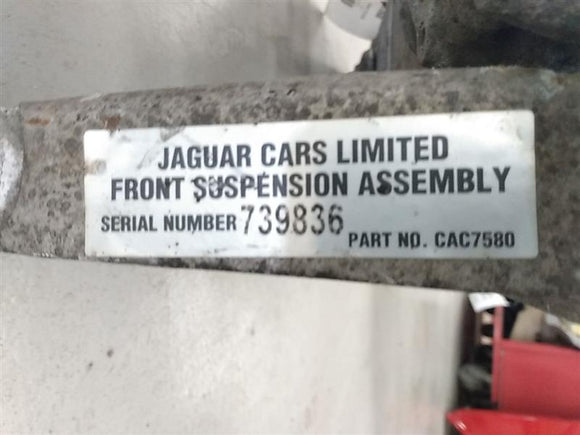 JAGUAR CARS LIMITED
FRONT SUSPENSION ASSEMBLY
SERIAL NUMBER 739836
PART NO. CAC7580